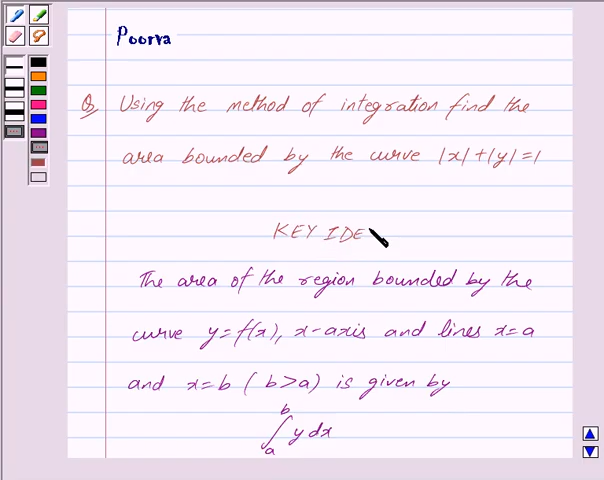 Poorva
Q Using the method of integration find the
area bounded by the curve |x|+|y|=1
KEY IDE
The area of the region bounded by the
curve y=f(x), x-axis and lines x=a
and x=b (b>a) is given by
∫ₐᵇ y dx